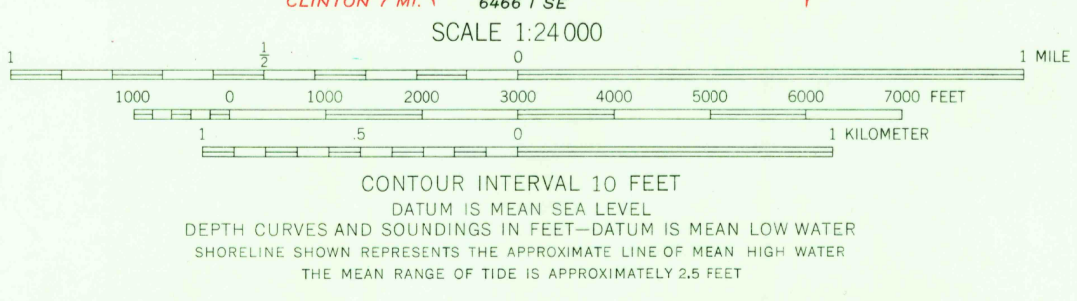 CLINTON 7 MI.
6466 I SE
SCALE 1:24 000
1 1/2 0 1 MILE
1000 0 1000 2000 3000 4000 5000 6000 7000 FEET
1 .5 0 1 KILOMETER
CONTOUR INTERVAL 10 FEET
DATUM IS MEAN SEA LEVEL
DEPTH CURVES AND SOUNDINGS IN FEET—DATUM IS MEAN LOW WATER
SHORELINE SHOWN REPRESENTS THE APPROXIMATE LINE OF MEAN HIGH WATER
THE MEAN RANGE OF TIDE IS APPROXIMATELY 2.5 FEET